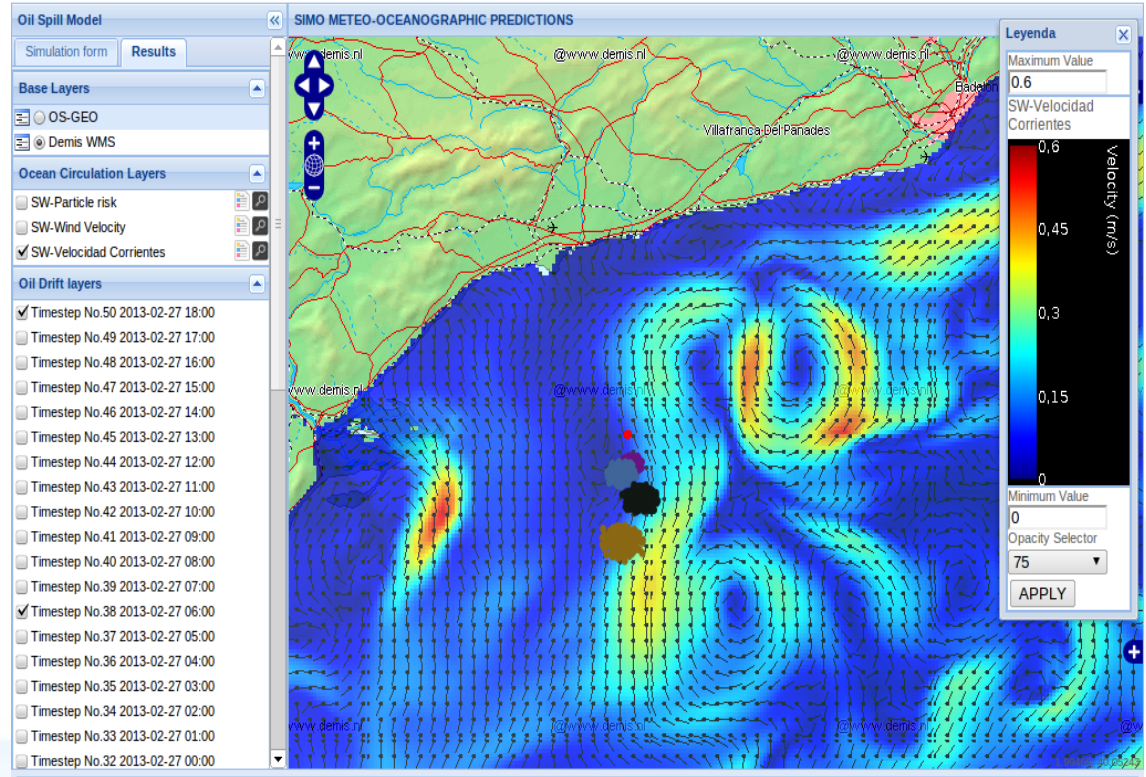 Oil Spill Model
Simulation form
Results
Base Layers
OS-GEO
Demis WMS
Ocean Circulation Layers
SW-Particle risk
SW-Wind Velocity
SW-Velocidad Corrientes
Oil Drift layers
Timestep No.50 2013-02-27 18:00
Timestep No.49 2013-02-27 17:00
Timestep No.48 2013-02-27 16:00
Timestep No.47 2013-02-27 15:00
Timestep No.46 2013-02-27 14:00
Timestep No.45 2013-02-27 13:00
Timestep No.44 2013-02-27 12:00
Timestep No.43 2013-02-27 11:00
Timestep No.42 2013-02-27 10:00
Timestep No.41 2013-02-27 09:00
Timestep No.40 2013-02-27 08:00
Timestep No.39 2013-02-27 07:00
Timestep No.38 2013-02-27 06:00
Timestep No.37 2013-02-27 05:00
Timestep No.36 2013-02-27 04:00
Timestep No.35 2013-02-27 03:00
Timestep No.34 2013-02-27 02:00
Timestep No.33 2013-02-27 01:00
Timestep No.32 2013-02-27 00:00
SIMO METEO-OCEANOGRAPHIC PREDICTIONS
www.demis.nl
@www.demis.nl
@www.demis.nl
Badalon
Villafranca Del Panades
www.demis.nl
@www.demis.nl
@www.demis.nl
www.demis.nl
@www.demis.nl
@www.demis.nl
Leyenda
Maximum Value
0.6
SW-Velocidad
Corrientes
0,6
0,45
0,3
0,15
0
Velocity (m/s)
Minimum Value
0
Opacity Selector
75
APPLY